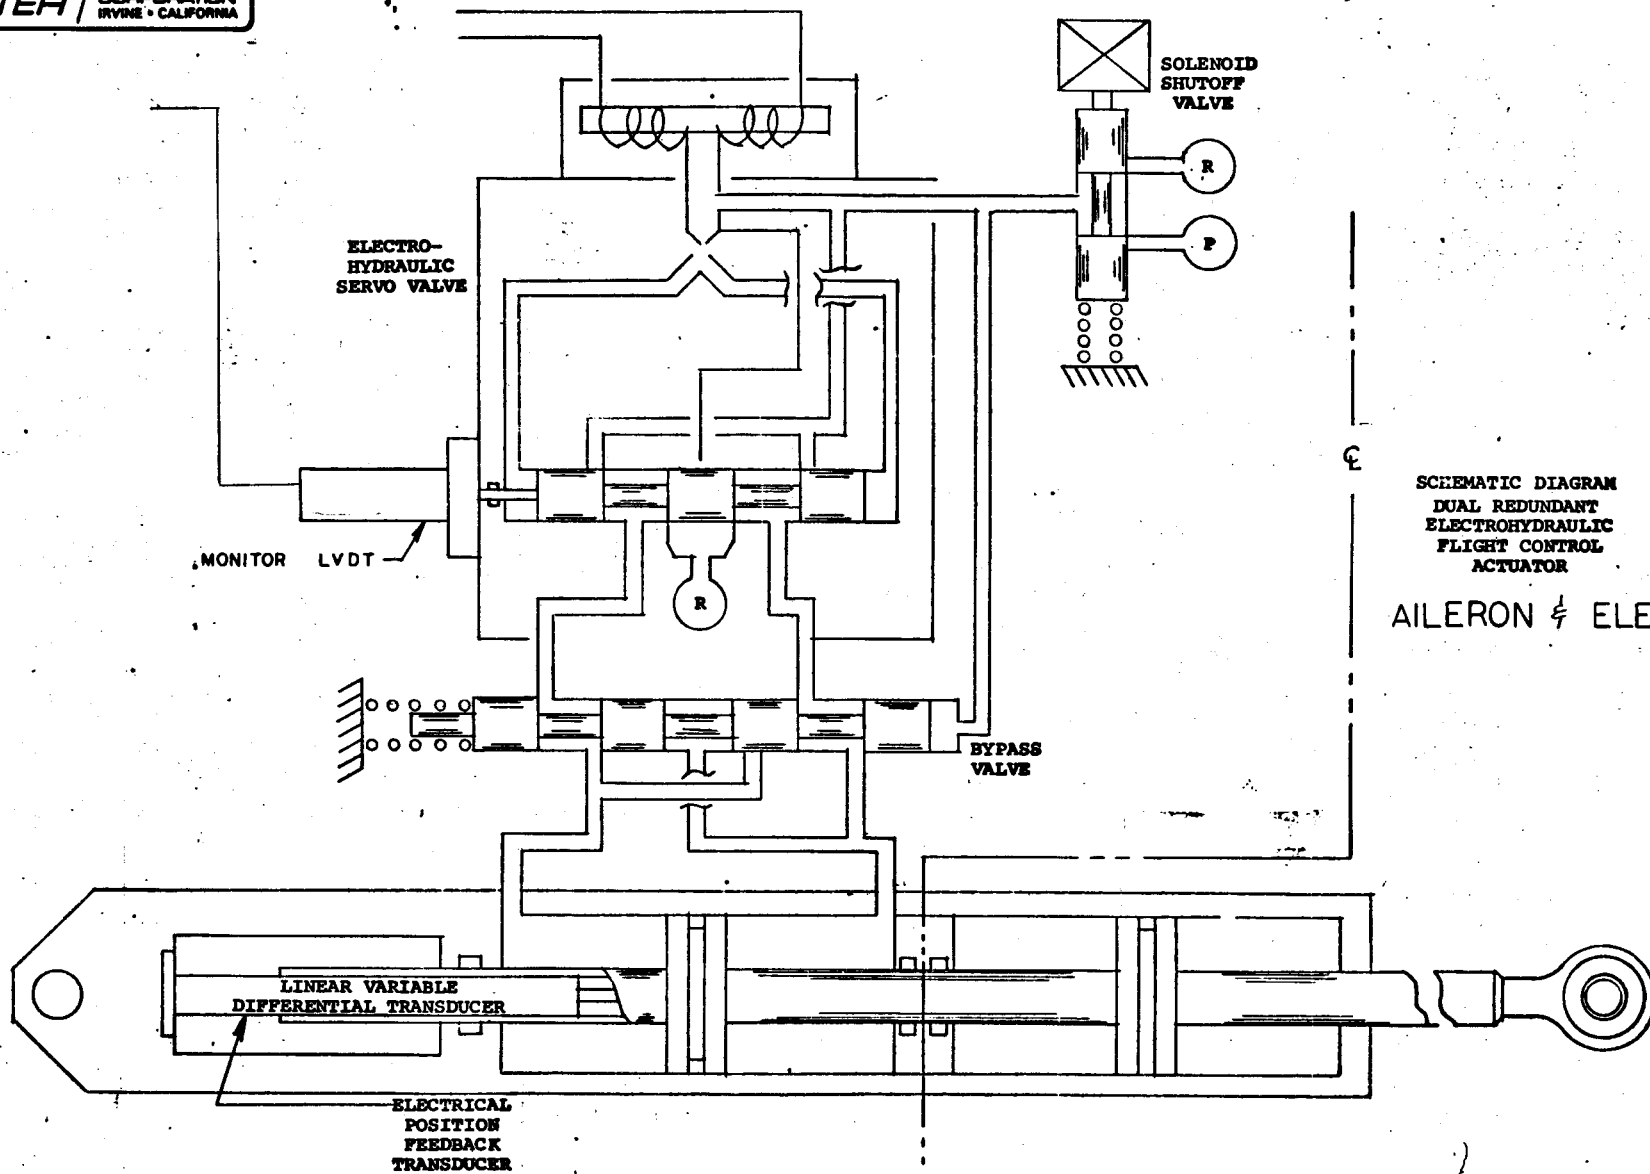 IRVINE • CALIFORNIA
SOLENOID
SHUTOFF
VALVE
R
P
ELECTRO-
HYDRAULIC
SERVO VALVE
℄
SCHEMATIC DIAGRAM
DUAL REDUNDANT
ELECTROHYDRAULIC
FLIGHT CONTROL
ACTUATOR
AILERON & ELE
MONITOR LVDT
R
BYPASS
VALVE
LINEAR VARIABLE
DIFFERENTIAL TRANSDUCER
ELECTRICAL
POSITION
FEEDBACK
TRANSDUCER